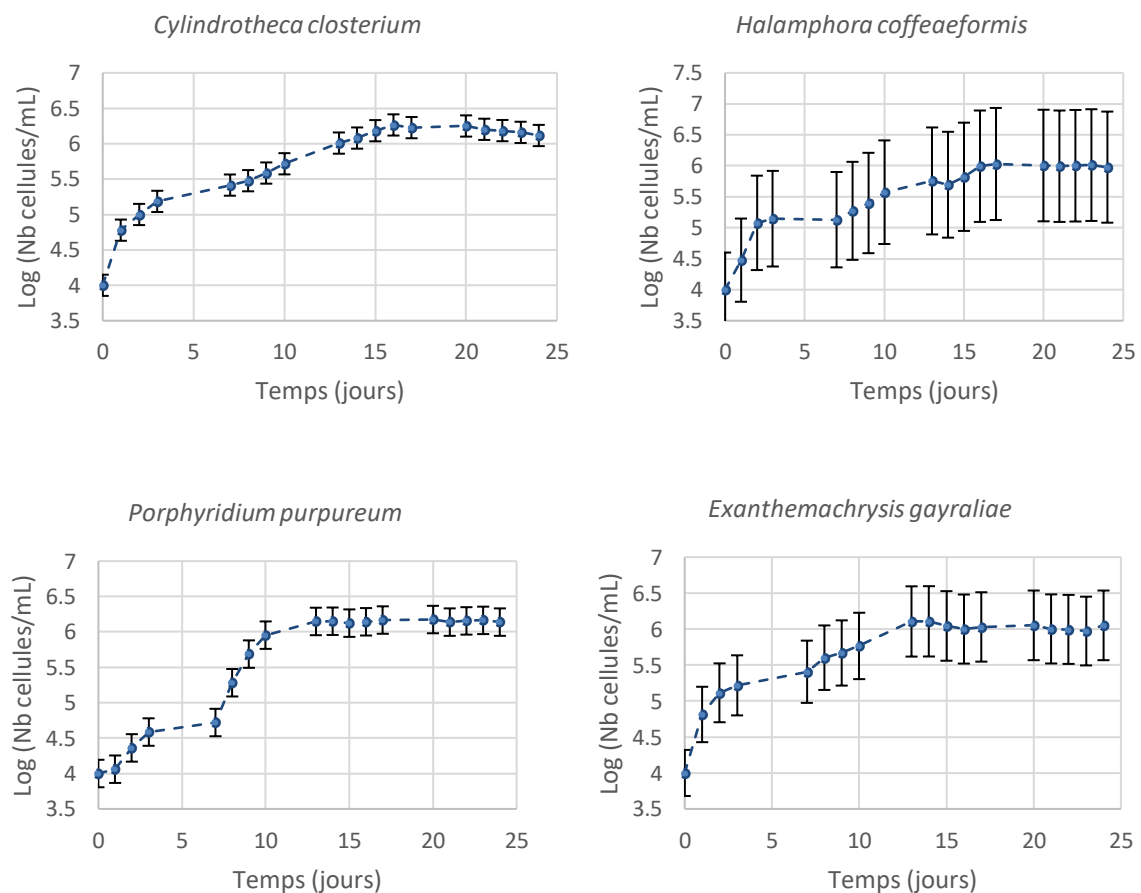 Cylindrotheca closterium
Log (Nb cellules/mL)
7
6.5
6
5.5
5
4.5
4
3.5
0 5 10 15 20 25
Temps (jours)
Halamphora coffeaeformis
Log (Nb cellules/mL)
7.5
7
6.5
6
5.5
5
4.5
4
3.5
0 5 10 15 20 25
Temps (jours)
Porphyridium purpureum
Log (Nb cellules/mL)
7
6.5
6
5.5
5
4.5
4
3.5
0 5 10 15 20 25
Temps (jours)
Exanthemachrysis gayraliae
Log (Nb cellules/mL)
7
6.5
6
5.5
5
4.5
4
3.5
0 5 10 15 20 25
Temps (jours)